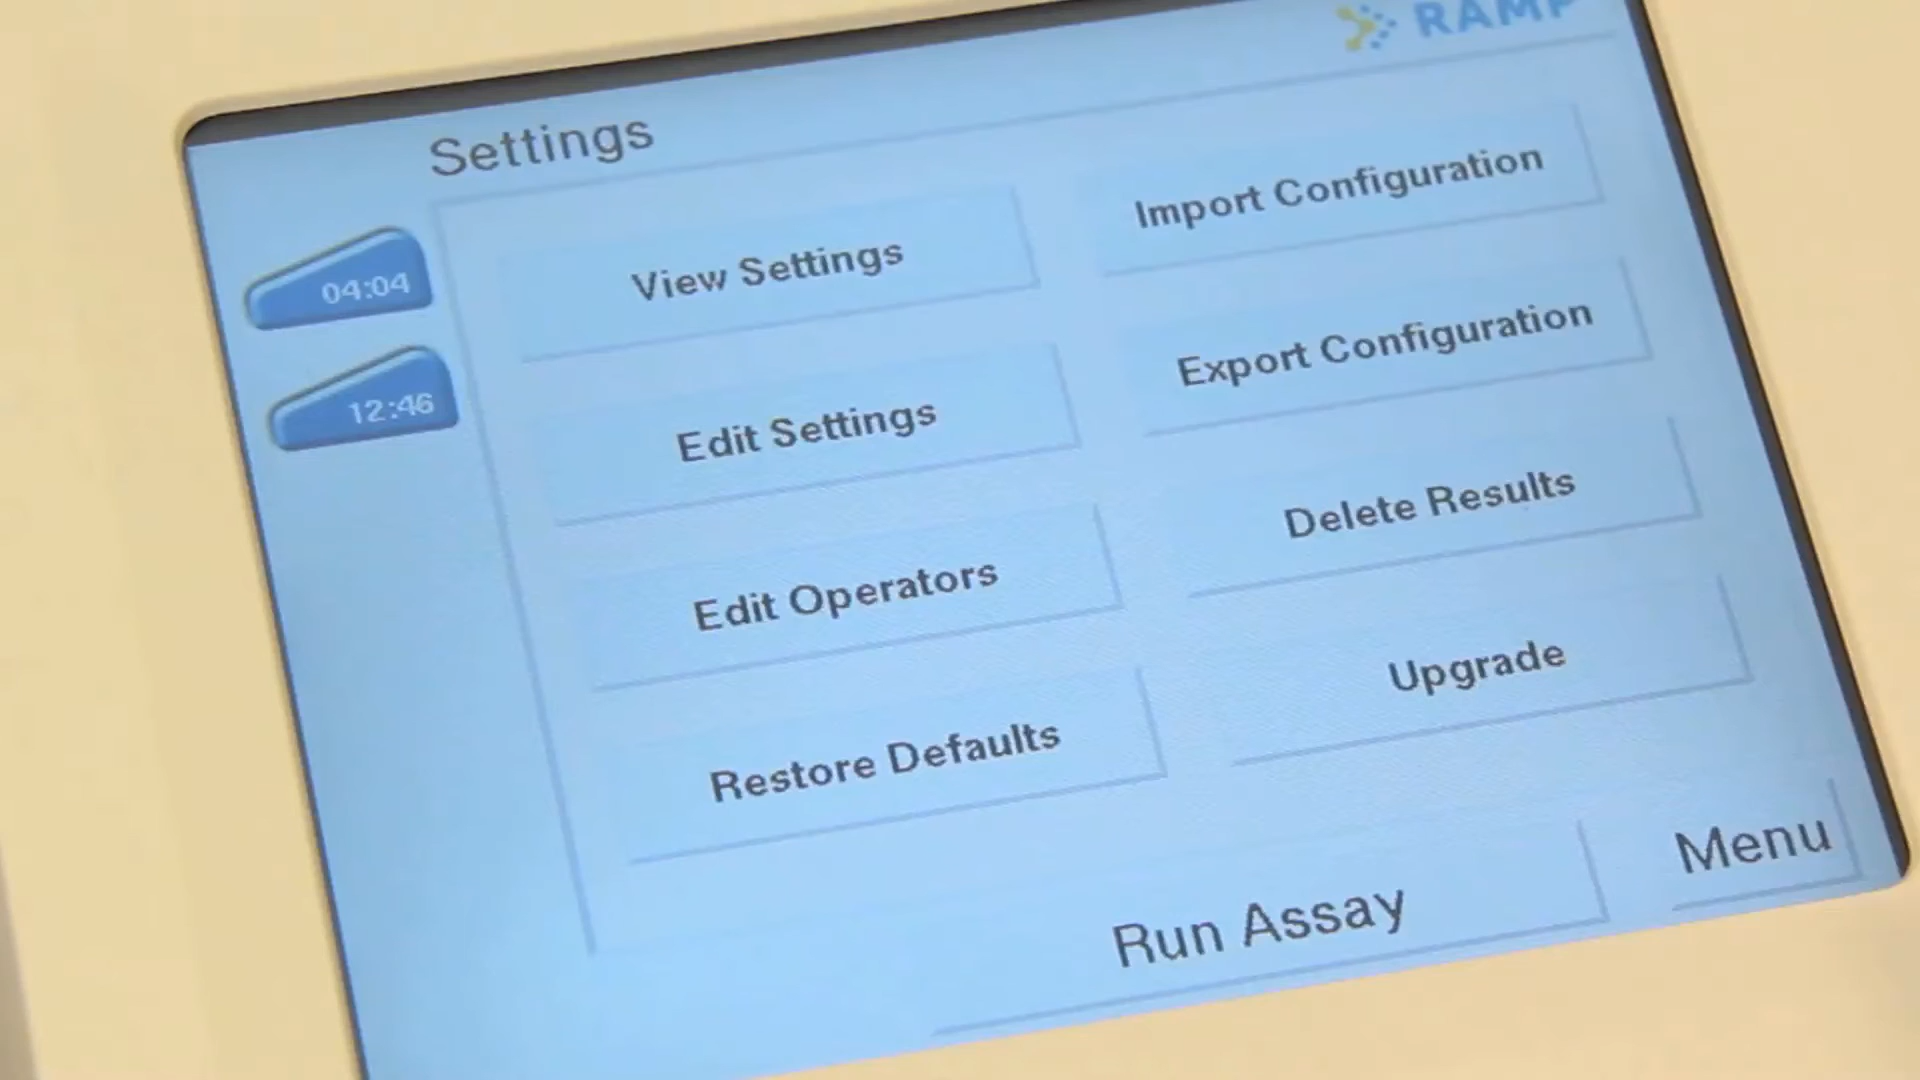 RAMP
Settings
04:04
12:46
View Settings
Import Configuration
Edit Settings
Export Configuration
Edit Operators
Delete Results
Restore Defaults
Upgrade
Run Assay
Menu